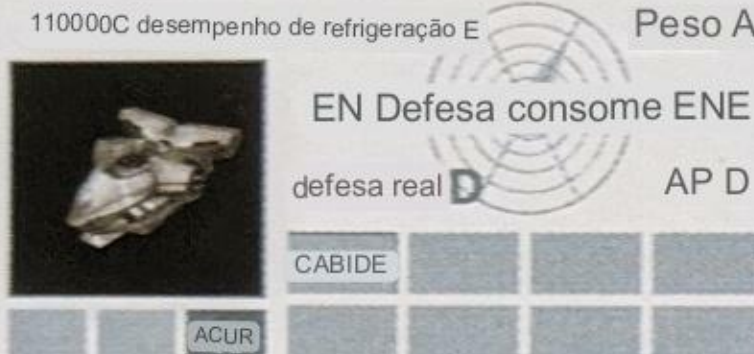 110000C desempenho de refrigeração E
Peso A
EN Defesa consome ENE
defesa real D
AP D
CABIDE
ACUR